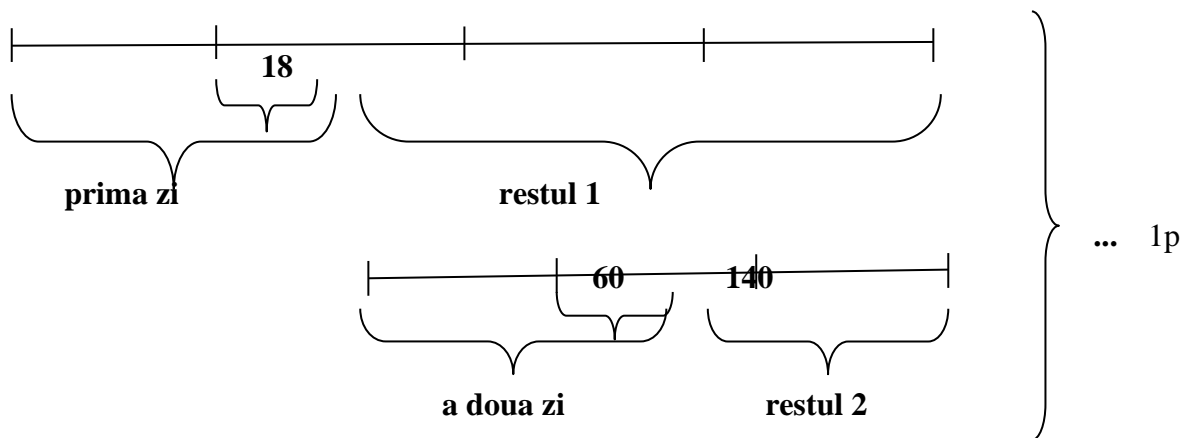 18
prima zi restul 1
... 1p
60 140
a doua zi restul 2